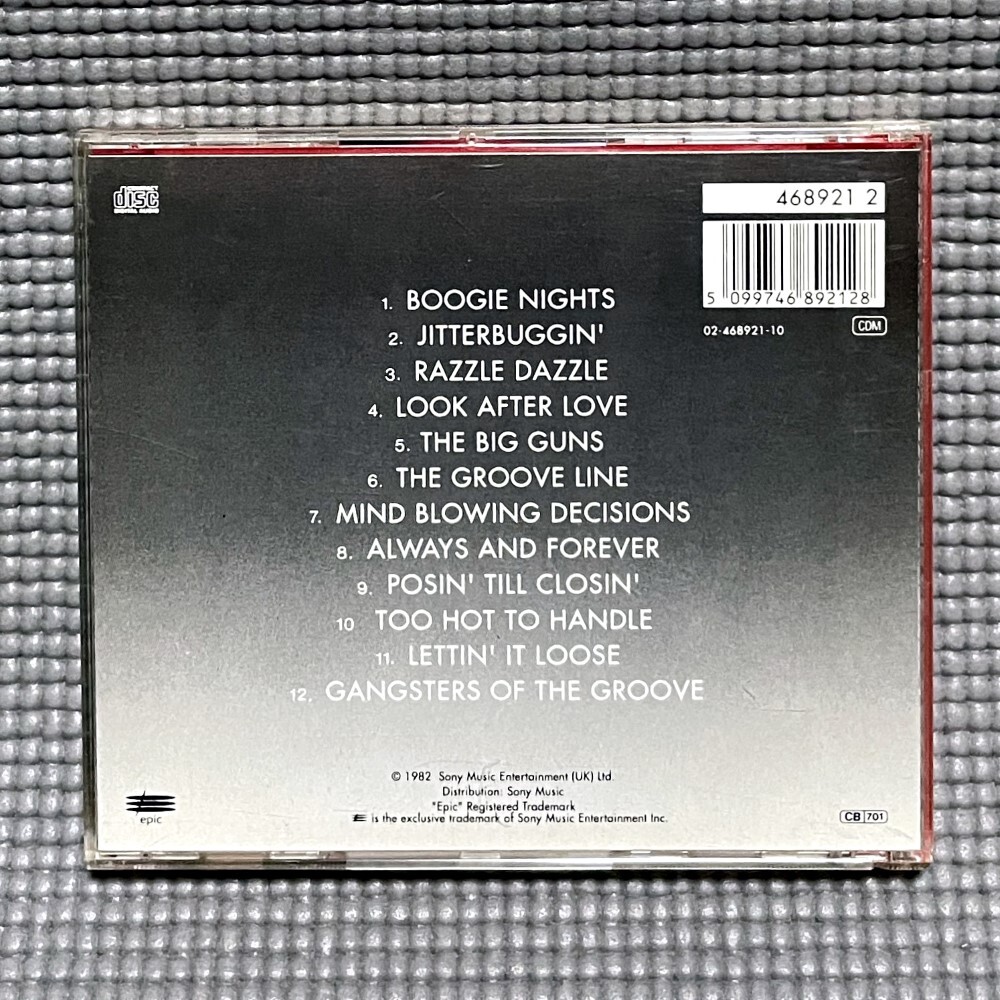 COMPACT
disc
DIGITAL AUDIO
468921 2
5 099746 892128
02-468921-10
CDM
1. BOOGIE NIGHTS
2. JITTERBUGGIN'
3. RAZZLE DAZZLE
4. LOOK AFTER LOVE
5. THE BIG GUNS
6. THE GROOVE LINE
7. MIND BLOWING DECISIONS
8. ALWAYS AND FOREVER
9. POSIN' TILL CLOSIN'
10 TOO HOT TO HANDLE
11. LETTIN' IT LOOSE
12. GANGSTERS OF THE GROOVE
© 1982 Sony Music Entertainment (UK) Ltd.
Distribution: Sony Music
"Epic" Registered Trademark
is the exclusive trademark of Sony Music Entertainment Inc.
epic
CB 701